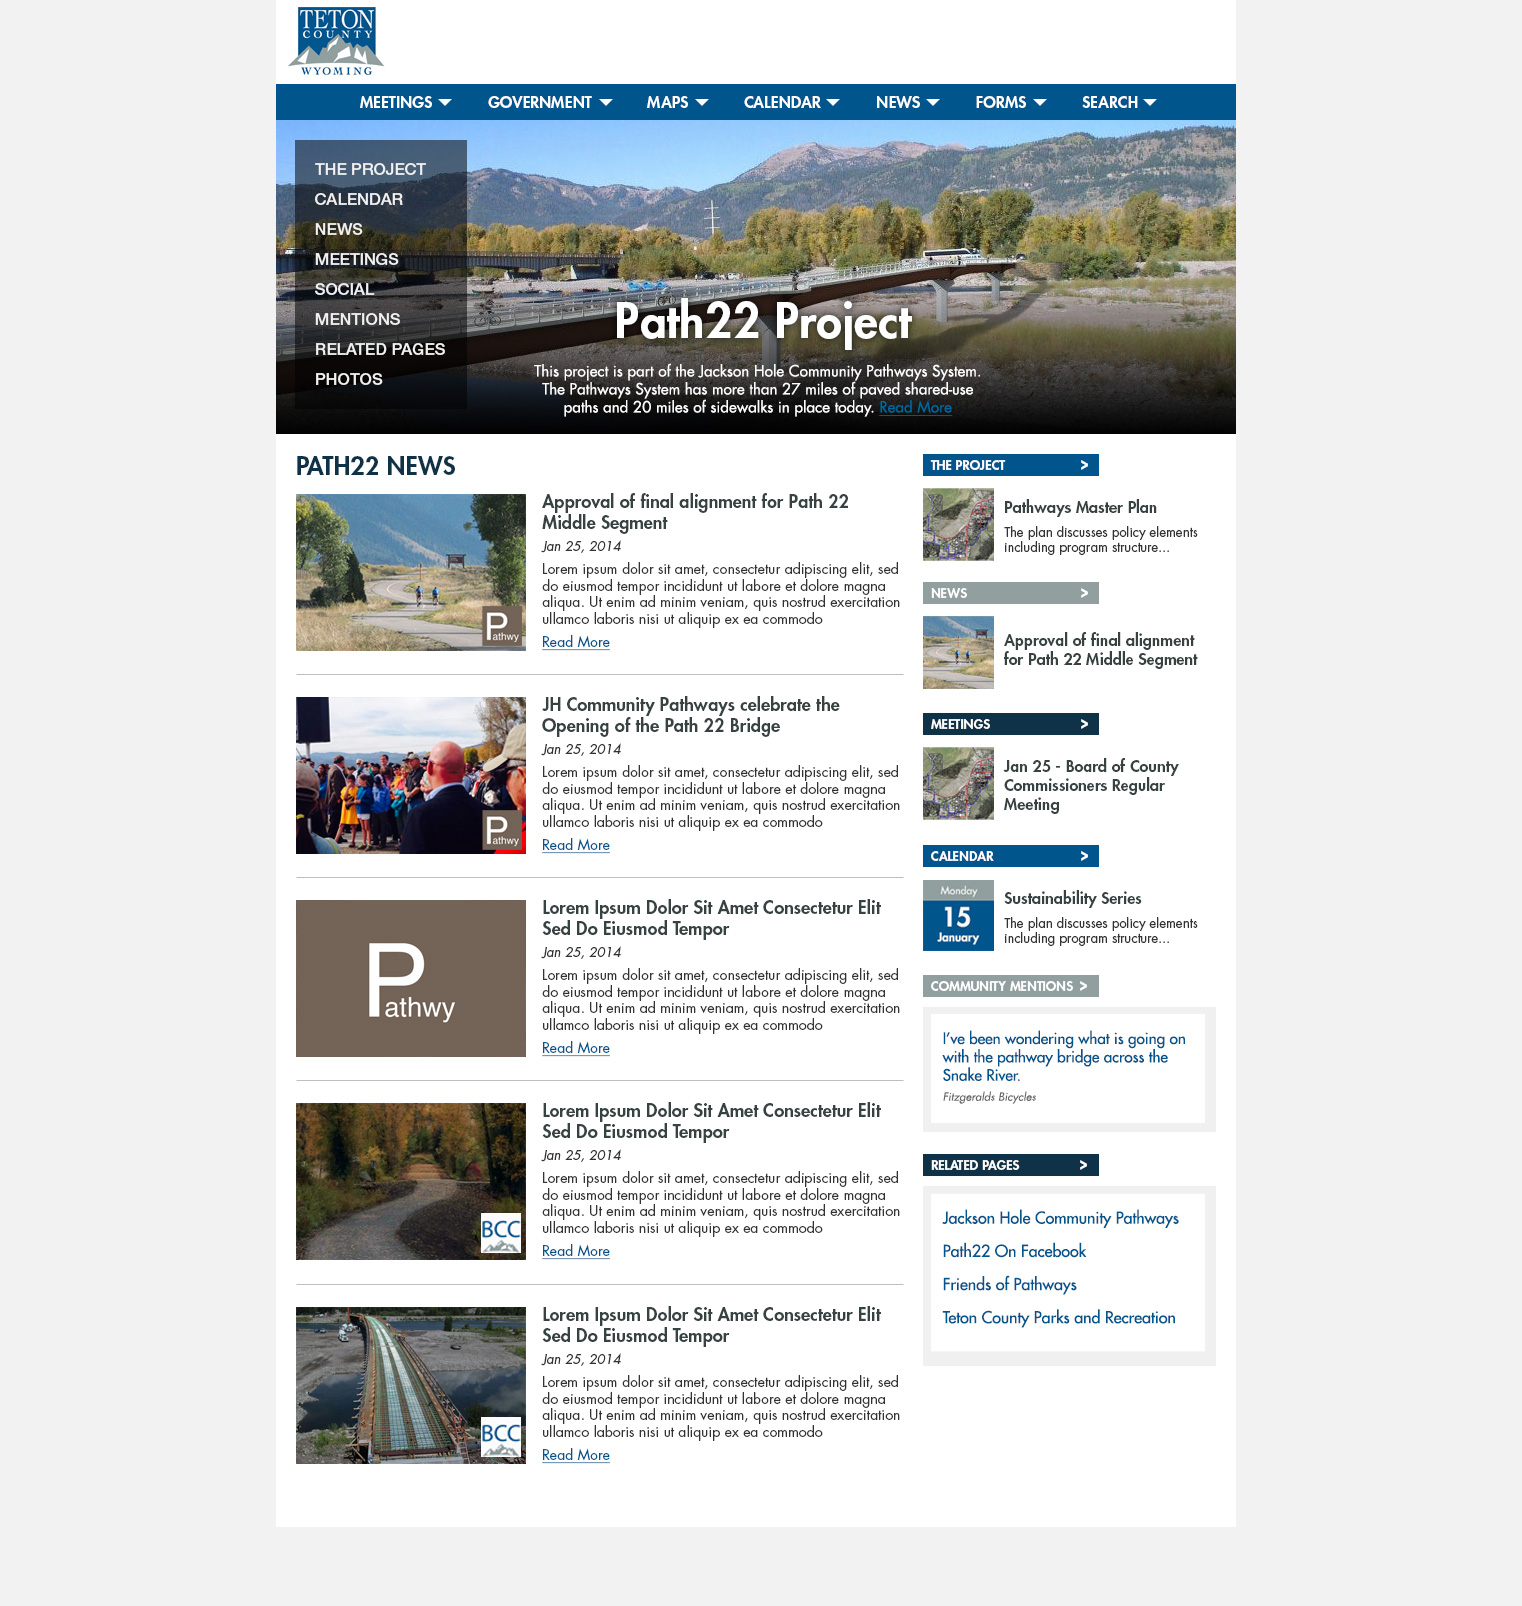 TETON
COUNTY
WYOMING
MEETINGS
GOVERNMENT
MAPS
CALENDAR
NEWS
FORMS
SEARCH
THE PROJECT
CALENDAR
NEWS
MEETINGS
SOCIAL
MENTIONS
RELATED PAGES
PHOTOS
Path22 Project
This project is part of the Jackson Hole Community Pathways System.
The Pathways System has more than 27 miles of paved shared-use
paths and 20 miles of sidewalks in place today. Read More
PATH22 NEWS
Approval of final alignment for Path 22
Middle Segment
Jan 25, 2014
Lorem ipsum dolor sit amet, consectetur adipiscing elit, sed
do eiusmod tempor incididunt ut labore et dolore magna
aliqua. Ut enim ad minim veniam, quis nostrud exercitation
ullamco laboris nisi ut aliquip ex ea commodo
Read More
Pathwy
JH Community Pathways celebrate the
Opening of the Path 22 Bridge
Jan 25, 2014
Lorem ipsum dolor sit amet, consectetur adipiscing elit, sed
do eiusmod tempor incididunt ut labore et dolore magna
aliqua. Ut enim ad minim veniam, quis nostrud exercitation
ullamco laboris nisi ut aliquip ex ea commodo
Read More
Pathwy
Lorem Ipsum Dolor Sit Amet Consectetur Elit
Sed Do Eiusmod Tempor
Jan 25, 2014
Lorem ipsum dolor sit amet, consectetur adipiscing elit, sed
do eiusmod tempor incididunt ut labore et dolore magna
aliqua. Ut enim ad minim veniam, quis nostrud exercitation
ullamco laboris nisi ut aliquip ex ea commodo
Read More
Pathwy
Lorem Ipsum Dolor Sit Amet Consectetur Elit
Sed Do Eiusmod Tempor
Jan 25, 2014
Lorem ipsum dolor sit amet, consectetur adipiscing elit, sed
do eiusmod tempor incididunt ut labore et dolore magna
aliqua. Ut enim ad minim veniam, quis nostrud exercitation
ullamco laboris nisi ut aliquip ex ea commodo
Read More
BCC
Lorem Ipsum Dolor Sit Amet Consectetur Elit
Sed Do Eiusmod Tempor
Jan 25, 2014
Lorem ipsum dolor sit amet, consectetur adipiscing elit, sed
do eiusmod tempor incididunt ut labore et dolore magna
aliqua. Ut enim ad minim veniam, quis nostrud exercitation
ullamco laboris nisi ut aliquip ex ea commodo
Read More
BCC
THE PROJECT >
Pathways Master Plan
The plan discusses policy elements
including program structure...
NEWS >
Approval of final alignment
for Path 22 Middle Segment
MEETINGS >
Jan 25 - Board of County
Commissioners Regular
Meeting
CALENDAR >
Monday
15
January
Sustainability Series
The plan discusses policy elements
including program structure...
COMMUNITY MENTIONS >
I've been wondering what is going on
with the pathway bridge across the
Snake River.
Fitzgeralds Bicycles
RELATED PAGES >
Jackson Hole Community Pathways
Path22 On Facebook
Friends of Pathways
Teton County Parks and Recreation